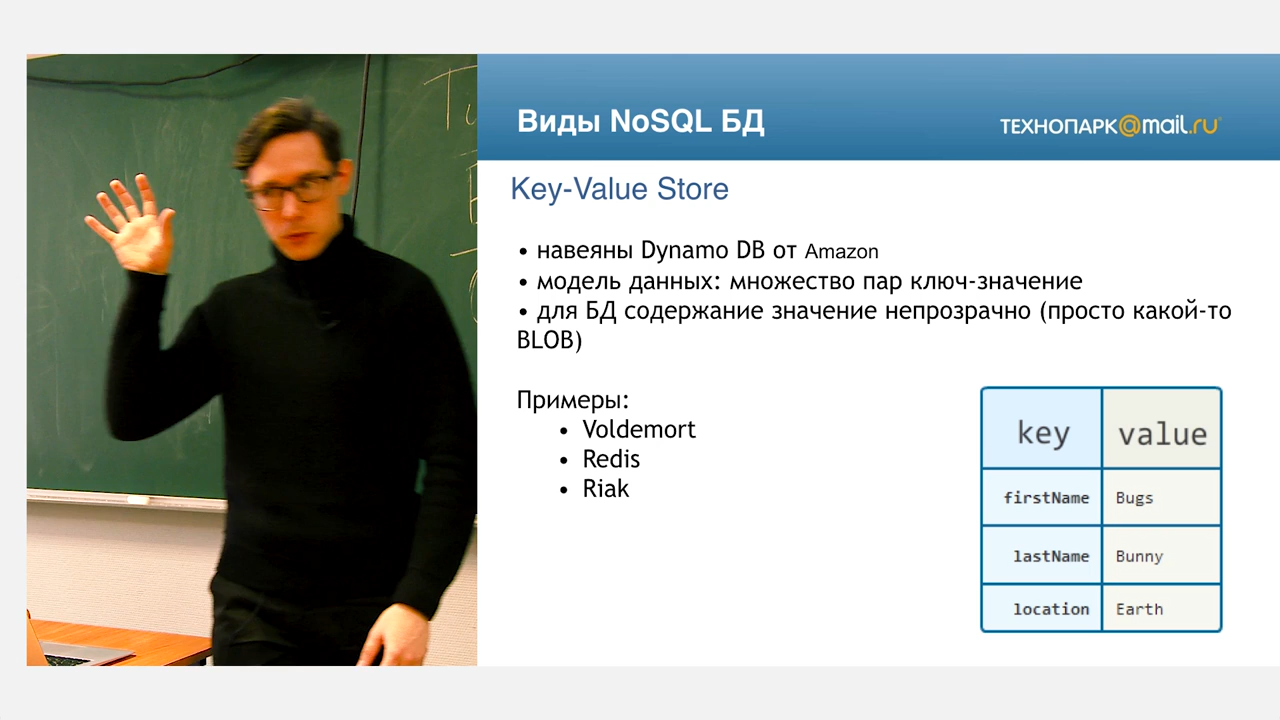 Виды NoSQL БД
ТЕХНОПАРК@mail.ru
Key-Value Store
• навеяны Dynamo DB от Amazon
• модель данных: множество пар ключ-значение
• для БД содержание значение непрозрачно (просто какой-то
BLOB)
Примеры:
• Voldemort
• Redis
• Riak
key value
firstName Bugs
lastName Bunny
location Earth